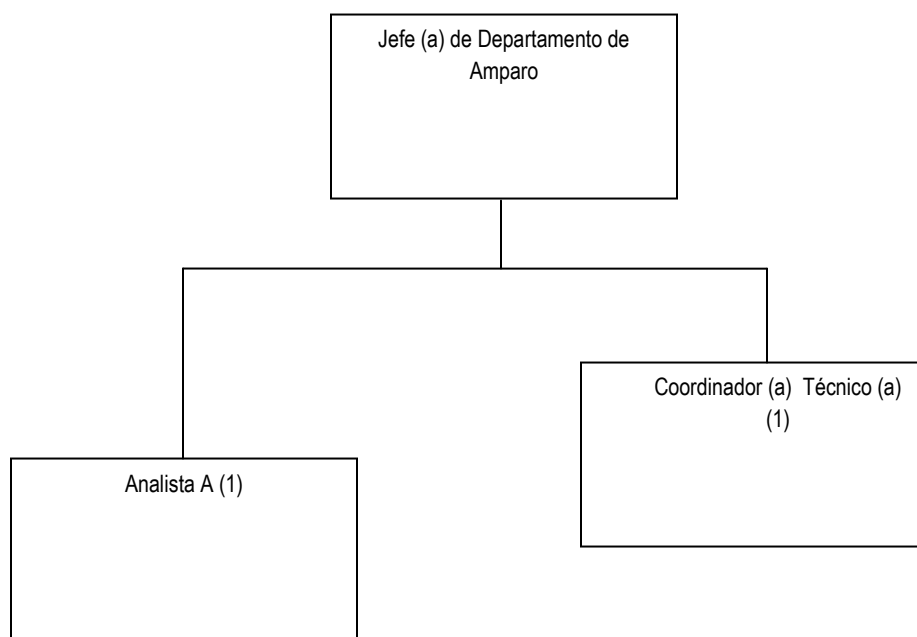 Jefe (a) de Departamento de
Amparo
Coordinador (a) Técnico (a)
(1)
Analista A (1)